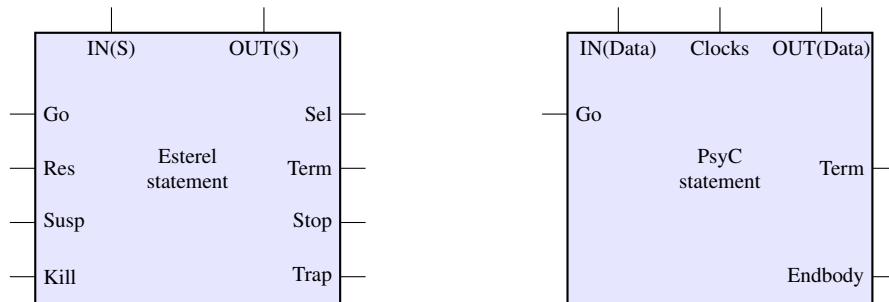 IN(S) OUT(S)
Go Sel
Esterel
statement
Res Term
Susp Stop
Kill Trap
IN(Data) Clocks OUT(Data)
Go
PsyC
statement
Term
Endbody